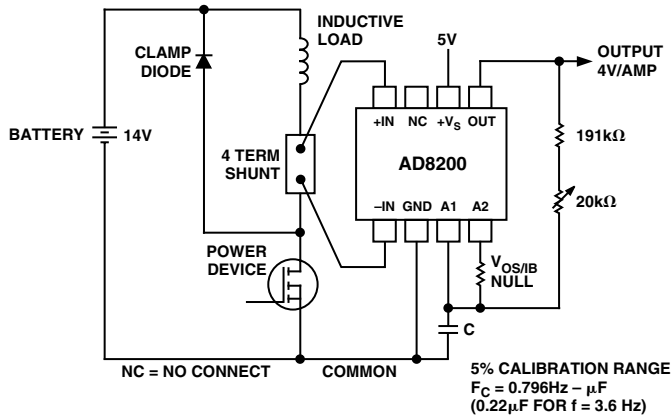 INDUCTIVE
LOAD
CLAMP
DIODE
5V
OUTPUT
4V/AMP
BATTERY
14V
4 TERM
SHUNT
+IN NC +VS OUT
AD8200
–IN GND A1 A2
191kΩ
20kΩ
POWER
DEVICE
VOS/IB
NULL
C
NC = NO CONNECT
COMMON
5% CALIBRATION RANGE
FC = 0.796Hz – μF
(0.22μF FOR f = 3.6 Hz)